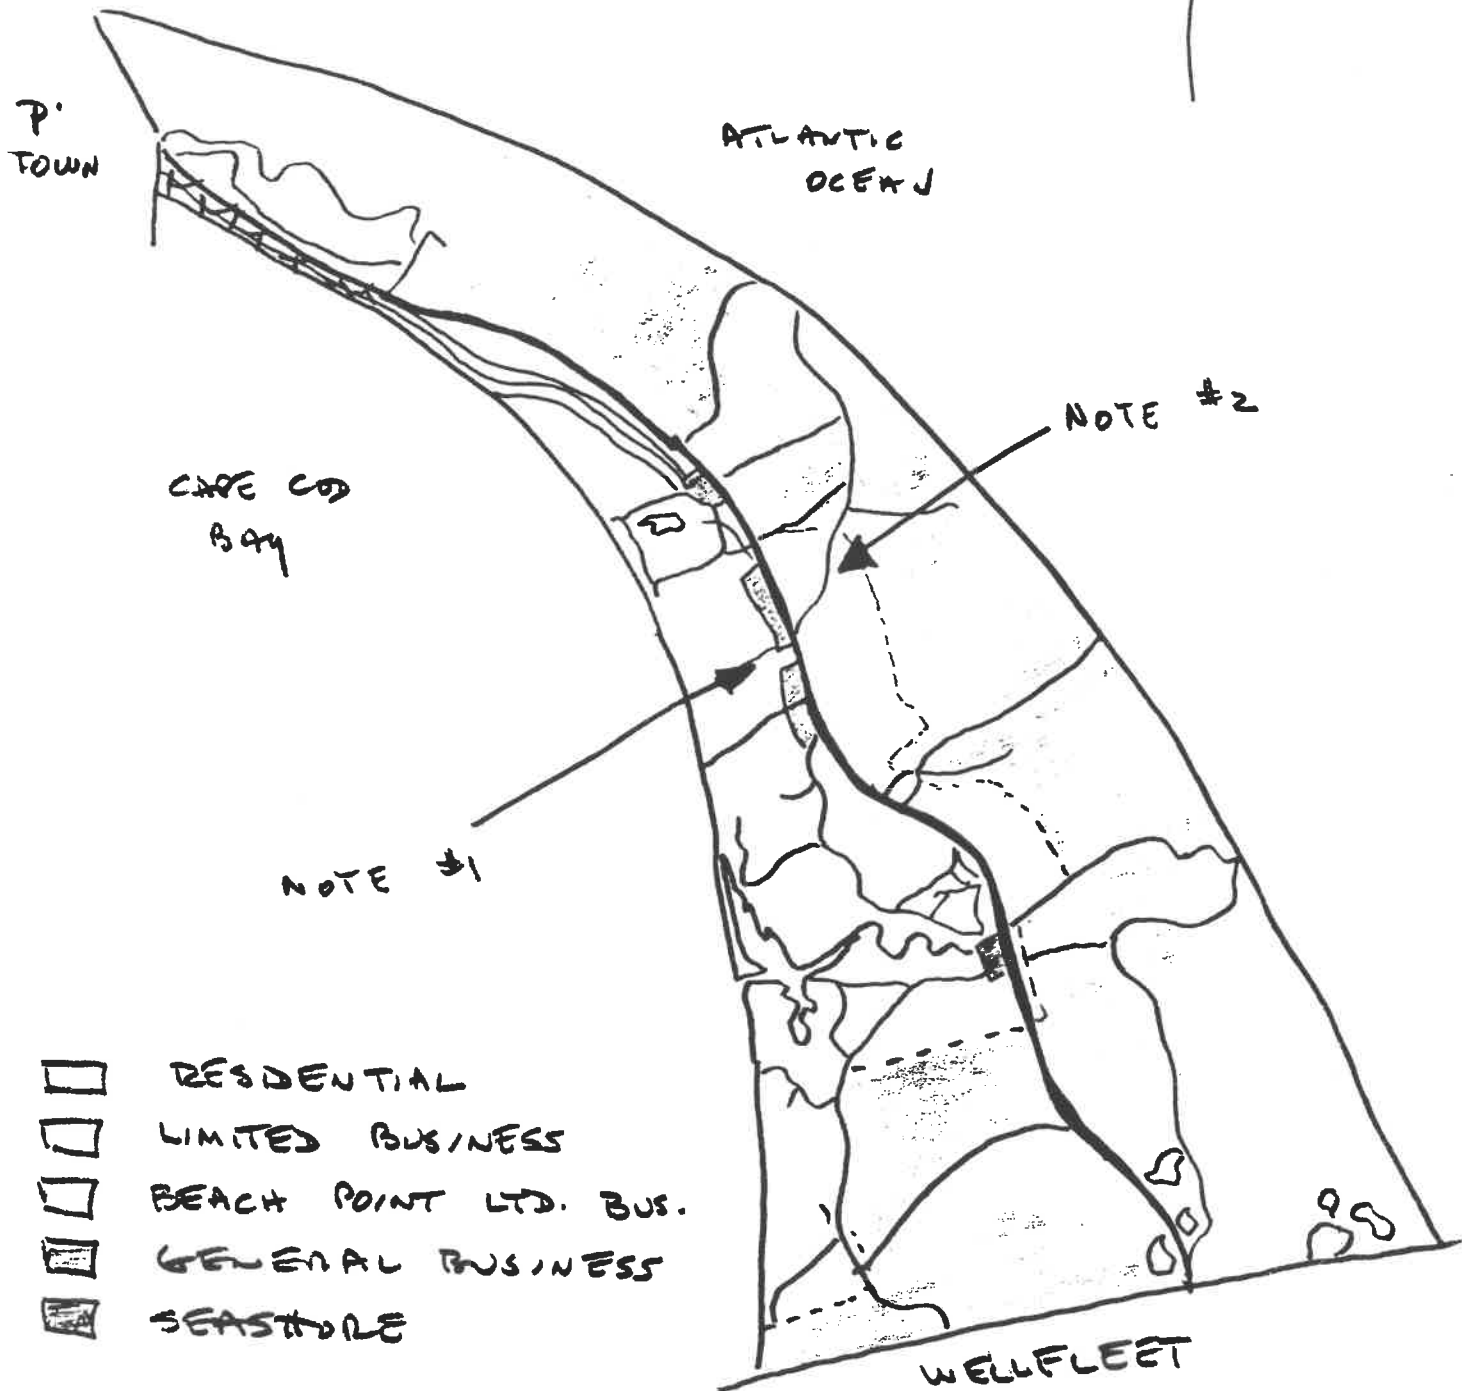 P'
TOWN
ATLANTIC
OCEAN
NOTE #2
CAPE COD
BAY
NOTE #1
RESIDENTIAL
LIMITED BUSINESS
BEACH POINT LTD. BUS.
GENERAL BUSINESS
SEASHORE
WELLFLEET